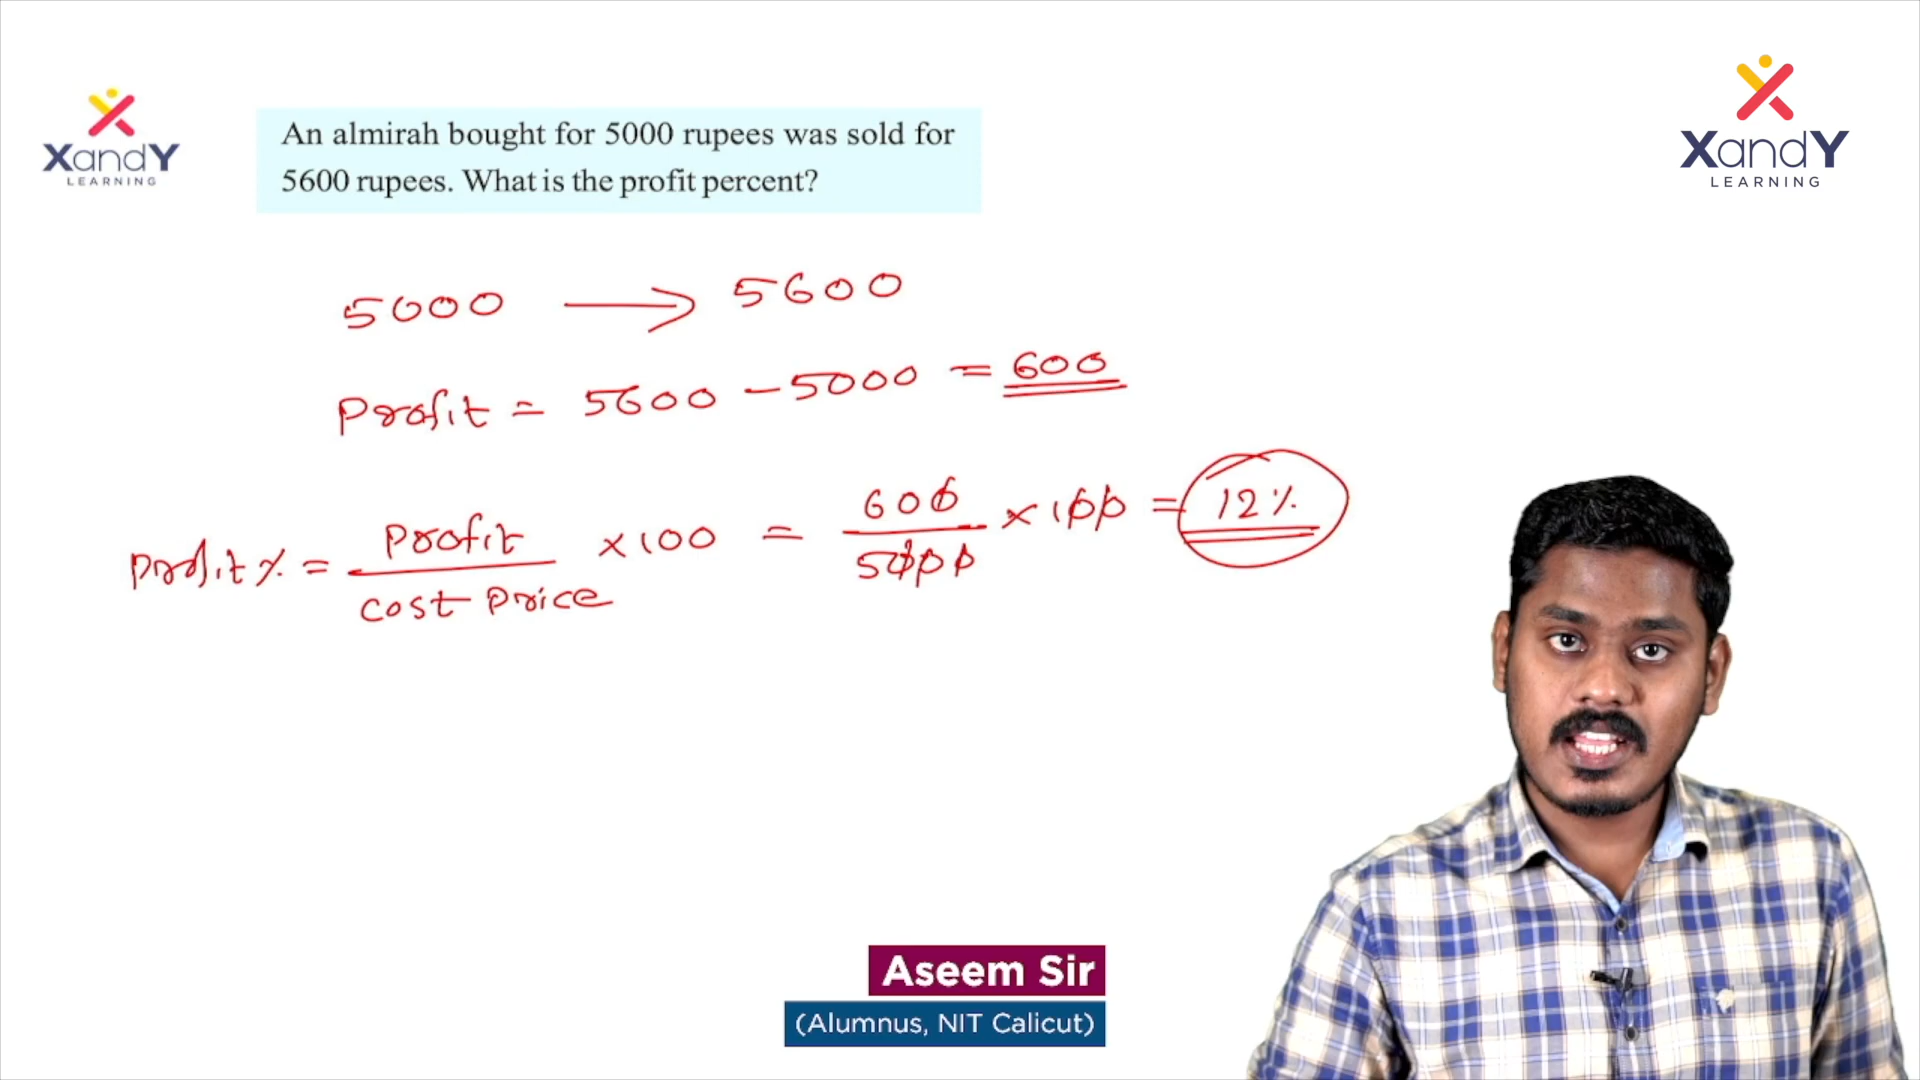 XandY
LEARNING
XandY
LEARNING
An almirah bought for 5000 rupees was sold for
5600 rupees. What is the profit percent?
5000 → 5600
Profit = 5600 - 5000 = 600
Profit % = Profit / cost price × 100 = 600 / 5000 × 100 = 12%
Aseem Sir
(Alumnus, NIT Calicut)